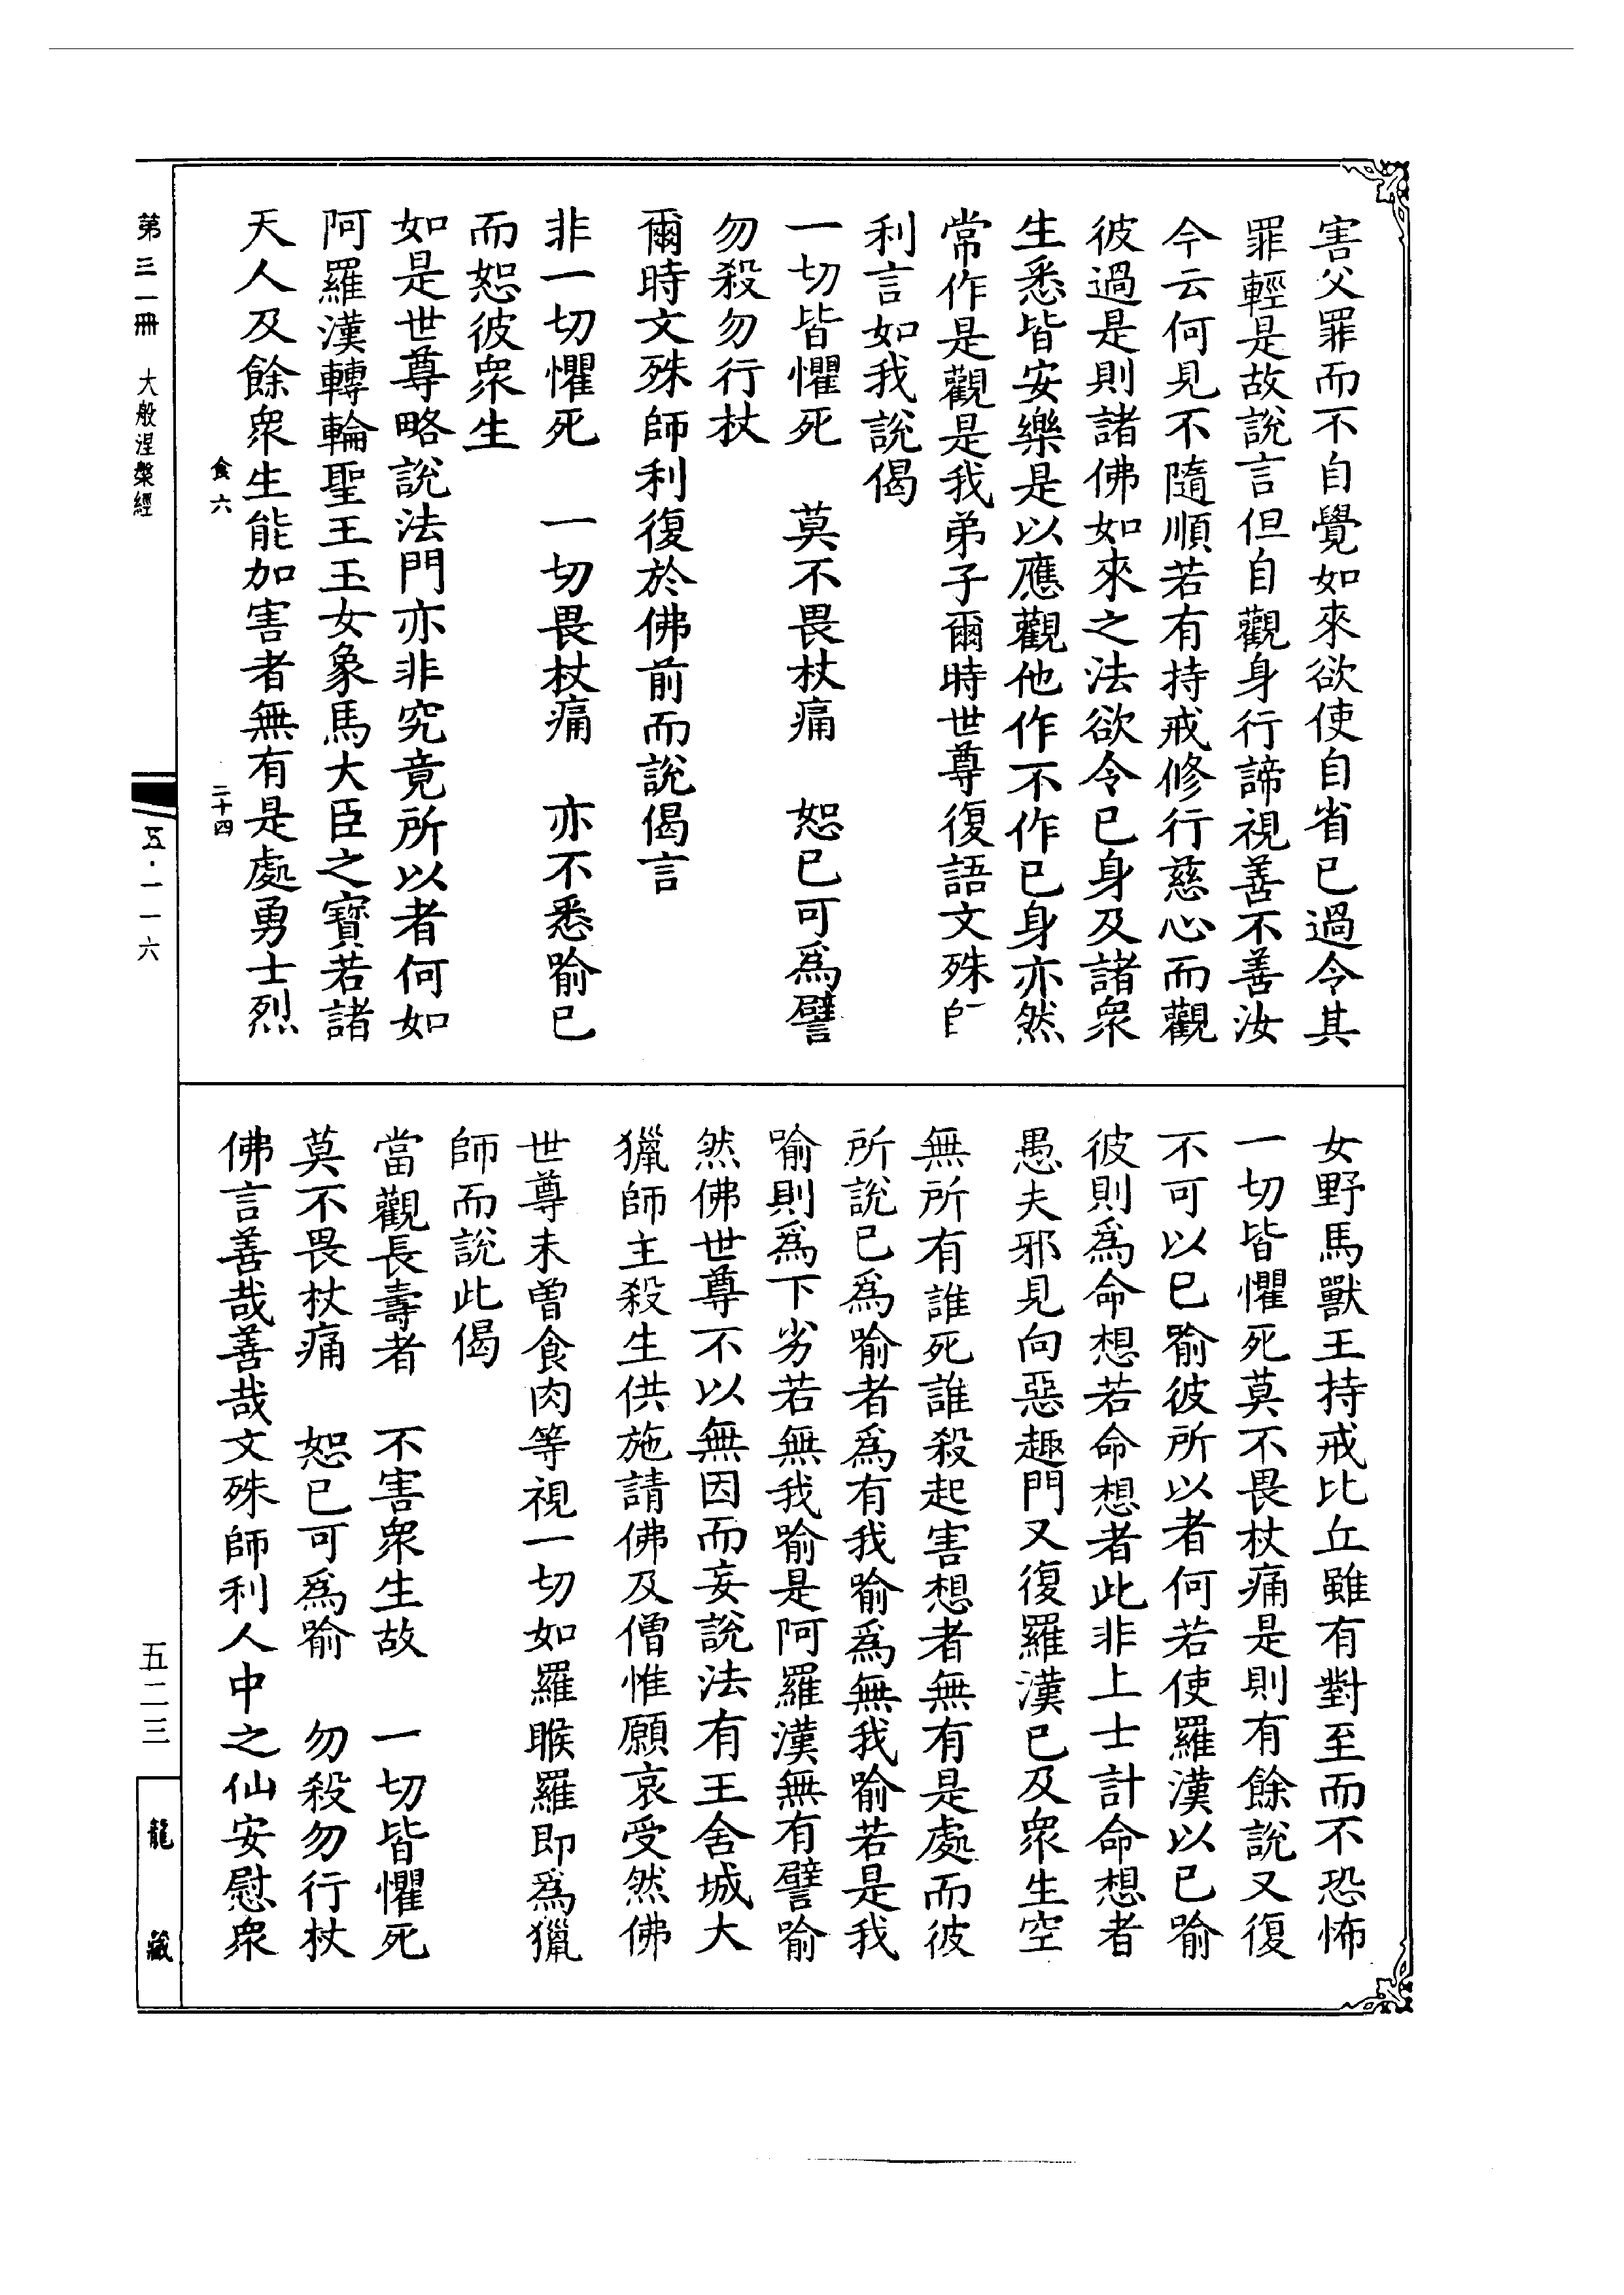 害父罪而不自覺如來欲使自省已過令其
罪輕是故說言但自觀身行諦視善不善汝
今云何見不隨順若有持戒修行慈心而觀
彼過是則諸佛如來之法欲令已身及諸衆
生悉皆安樂是以應觀他作不作已身亦然
常作是觀是我弟子爾時世尊復語文殊師
利言如我說偈
一切皆懼死　莫不畏杖痛　恕已可爲譬
勿殺勿行杖
爾時文殊師利復於佛前而說偈言
非一切懼死　一切畏杖痛　亦不悉喻已
而恕彼衆生
如是世尊略說法門亦非究竟所以者何如
阿羅漢轉輪聖王玉女象馬大臣之寶若諸
天人及餘衆生能加害者無有是處勇士烈
食六
二十四
女野馬獸王持戒比丘雖有對至而不恐怖
一切皆懼死莫不畏杖痛是則有餘說又復
不可以已喻彼所以者何若使羅漢以已喻
彼則爲命想若命想者此非上士計命想者
愚夫邪見向惡趣門又復羅漢已及衆生空
無所有誰死誰殺起害想者無有是處而彼
所說已爲喻者爲有我喻爲無我喻若是我
喻則爲下劣若無我喻是阿羅漢無有譬喻
然佛世尊不以無因而妄說法有王舍城大
獵師主殺生供施請佛及僧惟願哀受然佛
世尊未曾食肉等視一切如羅睺羅即爲獵
師而說此偈
當觀長壽者　不害衆生故　一切皆懼死
莫不畏杖痛　恕已可爲喻　勿殺勿行杖
佛言善哉善哉文殊師利人中之仙安慰衆
第三一冊　大般涅槃經
五·一一六
五二三
龍藏